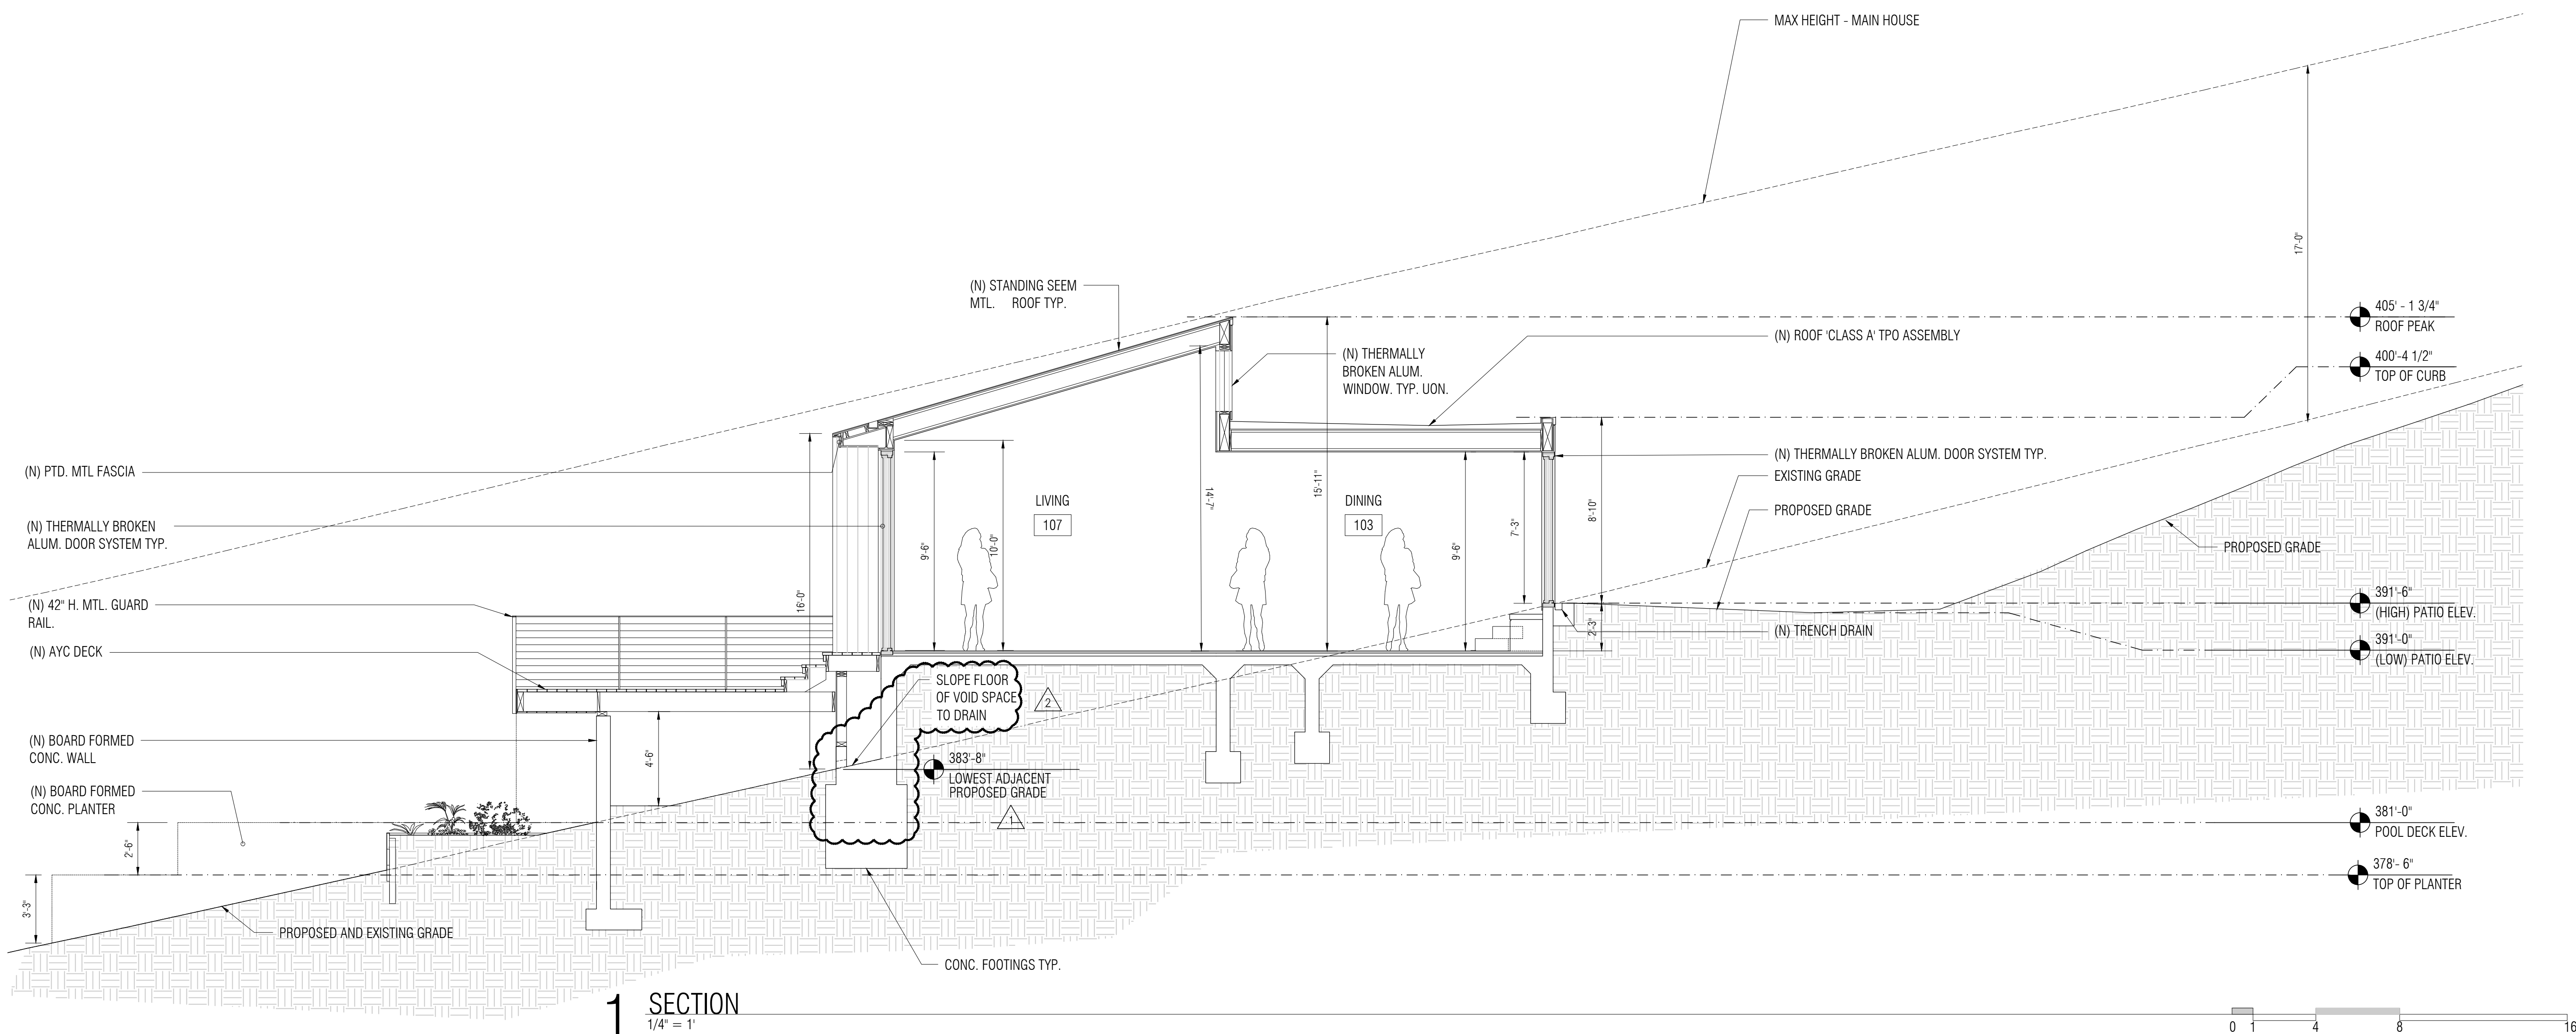 MAX HEIGHT - MAIN HOUSE
17'-0"
(N) STANDING SEEM
MTL. ROOF TYP.
405' - 1 3/4"
ROOF PEAK
(N) ROOF 'CLASS A' TPO ASSEMBLY
(N) THERMALLY
BROKEN ALUM.
WINDOW. TYP. UON.
400'-4 1/2"
TOP OF CURB
(N) PTD. MTL FASCIA
(N) THERMALLY BROKEN ALUM. DOOR SYSTEM TYP.
EXISTING GRADE
LIVING
107
14'-7"
15'-11"
DINING
103
PROPOSED GRADE
8'-10"
7'-3"
(N) THERMALLY BROKEN
ALUM. DOOR SYSTEM TYP.
9'-6"
10'-0"
9'-6"
PROPOSED GRADE
16'-0"
(N) 42" H. MTL. GUARD
RAIL.
391'-6"
(HIGH) PATIO ELEV.
2'-3"
(N) TRENCH DRAIN
(N) AYC DECK
391'-0"
(LOW) PATIO ELEV.
SLOPE FLOOR
OF VOID SPACE
TO DRAIN
2
(N) BOARD FORMED
CONC. WALL
4'-6"
383'-8"
LOWEST ADJACENT
PROPOSED GRADE
(N) BOARD FORMED
CONC. PLANTER
1
381'-0"
POOL DECK ELEV.
2'-6"
378'- 6"
TOP OF PLANTER
3'-3"
PROPOSED AND EXISTING GRADE
CONC. FOOTINGS TYP.
1 SECTION
1/4" = 1'
0 1 4 8 16